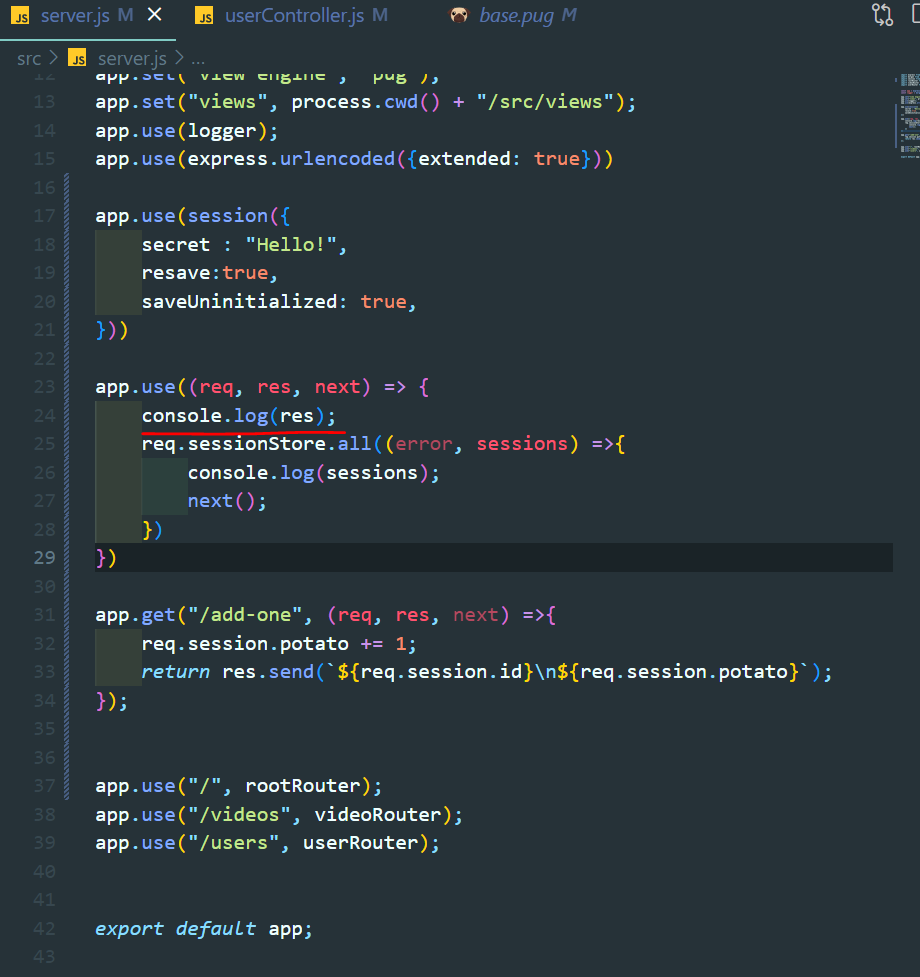 JS server.js M ×
JS userController.js M
base.pug M
src > JS server.js > ...
12 app.set("view engine", "pug");
13 app.set("views", process.cwd() + "/src/views");
14 app.use(logger);
15 app.use(express.urlencoded({extended: true}))
16
17 app.use(session({
18 secret : "Hello!",
19 resave:true,
20 saveUninitialized: true,
21 }))
22
23 app.use((req, res, next) => {
24 console.log(res);
25 req.sessionStore.all((error, sessions) =>{
26 console.log(sessions);
27 next();
28 })
29 })
30
31 app.get("/add-one", (req, res, next) =>{
32 req.session.potato += 1;
33 return res.send(`${req.session.id}\n${req.session.potato}`);
34 });
35
36
37 app.use("/", rootRouter);
38 app.use("/videos", videoRouter);
39 app.use("/users", userRouter);
40
41
42 export default app;
43